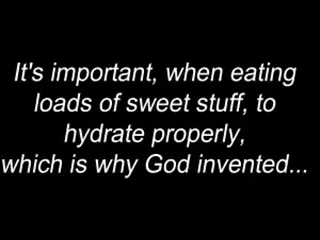 It's important, when eating
loads of sweet stuff, to
hydrate properly,
which is why God invented...